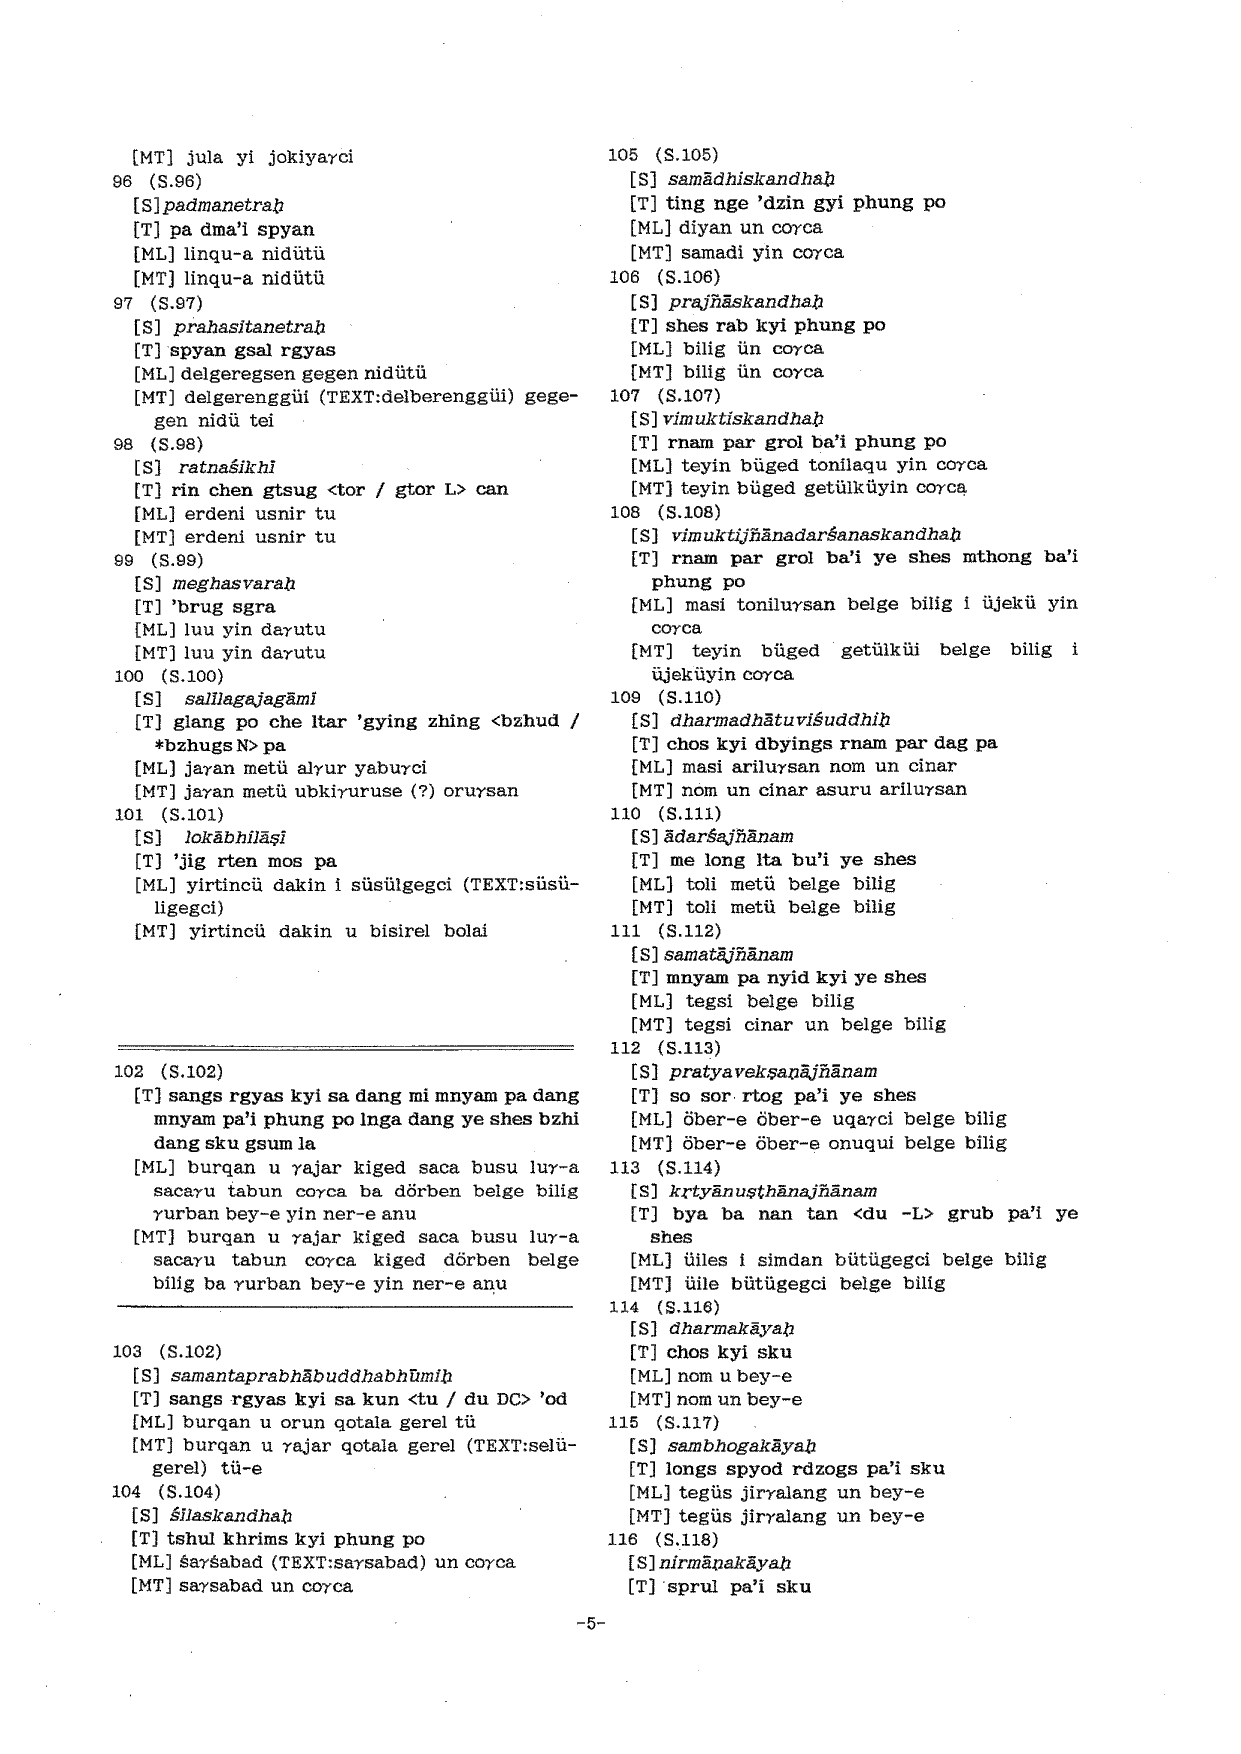 [MT] jula yi jokiyaγci
96 (S.96)
[S] padmanetraḥ
[T] pa dma'i spyan
[ML] linqu-a nidütü
[MT] linqu-a nidütü
97 (S.97)
[S] prahasitanetraḥ
[T] spyan gsal rgyas
[ML] delgeregsen gegen nidütü
[MT] delgerenggüi (TEXT:delberenggüi) gege-
gen nidü tei
98 (S.98)
[S] ratnaśikhī
[T] rin chen gtsug <tor / gtor L> can
[ML] erdeni usnir tu
[MT] erdeni usnir tu
99 (S.99)
[S] meghasvaraḥ
[T] 'brug sgra
[ML] luu yin daγutu
[MT] luu yin daγutu
100 (S.100)
[S] salīlagajagāmī
[T] glang po che ltar 'gying zhing <bzhud /
*bzhugs N> pa
[ML] jaγan metü alγur yabuγci
[MT] jaγan metü ubkiγuruse (?) oruγsan
101 (S.101)
[S] lokābhilāṣī
[T] 'jig rten mos pa
[ML] yirtincü dakin i süsülgegci (TEXT:süsü-
ligegci)
[MT] yirtincü dakin u bisirel bolai
102 (S.102)
[T] sangs rgyas kyi sa dang mi mnyam pa dang
mnyam pa'i phung po lnga dang ye shes bzhi
dang sku gsum la
[ML] burqan u γajar kiged saca busu luγ-a
sacaγu tabun coγca ba dörben belge bilig
γurban bey-e yin ner-e anu
[MT] burqan u γajar kiged saca busu luγ-a
sacaγu tabun coγca kiged dörben belge
bilig ba γurban bey-e yin ner-e anu
103 (S.102)
[S] samantaprabhābuddhabhūmiḥ
[T] sangs rgyas kyi sa kun <tu / du DC> 'od
[ML] burqan u orun qotala gerel tü
[MT] burqan u γajar qotala gerel (TEXT:selü-
gerel) tü-e
104 (S.104)
[S] śīlaskandhaḥ
[T] tshul khrims kyi phung po
[ML] śaγśabad (TEXT:saγsabad) un coγca
[MT] saγsabad un coγca
105 (S.105)
[S] samādhiskandhaḥ
[T] ting nge 'dzin gyi phung po
[ML] diyan un coγca
[MT] samadi yin coγca
106 (S.106)
[S] prajñāskandhaḥ
[T] shes rab kyi phung po
[ML] bilig ün coγca
[MT] bilig ün coγca
107 (S.107)
[S] vimuktiskandhaḥ
[T] rnam par grol ba'i phung po
[ML] teyin büged tonilaqu yin coγca
[MT] teyin büged getülküyin coγca
108 (S.108)
[S] vimuktijñānadarśanaskandhaḥ
[T] rnam par grol ba'i ye shes mthong ba'i
phung po
[ML] masi toniluγsan belge bilig i üjekü yin
coγca
[MT] teyin büged getülküi belge bilig i
üjeküyin coγca
109 (S.110)
[S] dharmadhātuviśuddhiḥ
[T] chos kyi dbyings rnam par dag pa
[ML] masi ariluγsan nom un cinar
[MT] nom un cinar asuru ariluγsan
110 (S.111)
[S] ādarśajñānam
[T] me long lta bu'i ye shes
[ML] toli metü belge bilig
[MT] toli metü belge bilig
111 (S.112)
[S] samatājñānam
[T] mnyam pa nyid kyi ye shes
[ML] tegsi belge bilig
[MT] tegsi cinar un belge bilig
112 (S.113)
[S] pratyavekṣaṇājñānam
[T] so sor rtog pa'i ye shes
[ML] öber-e öber-e uqaγci belge bilig
[MT] öber-e öber-e onuqui belge bilig
113 (S.114)
[S] kṛtyānuṣṭhānajñānam
[T] bya ba nan tan <du -L> grub pa'i ye
shes
[ML] üiles i simdan bütügegci belge bilig
[MT] üile bütügegci belge bilig
114 (S.116)
[S] dharmakāyaḥ
[T] chos kyi sku
[ML] nom u bey-e
[MT] nom un bey-e
115 (S.117)
[S] sambhogakāyaḥ
[T] longs spyod rdzogs pa'i sku
[ML] tegüs jirγalang un bey-e
[MT] tegüs jirγalang un bey-e
116 (S.118)
[S] nirmāṇakāyaḥ
[T] sprul pa'i sku
-5-